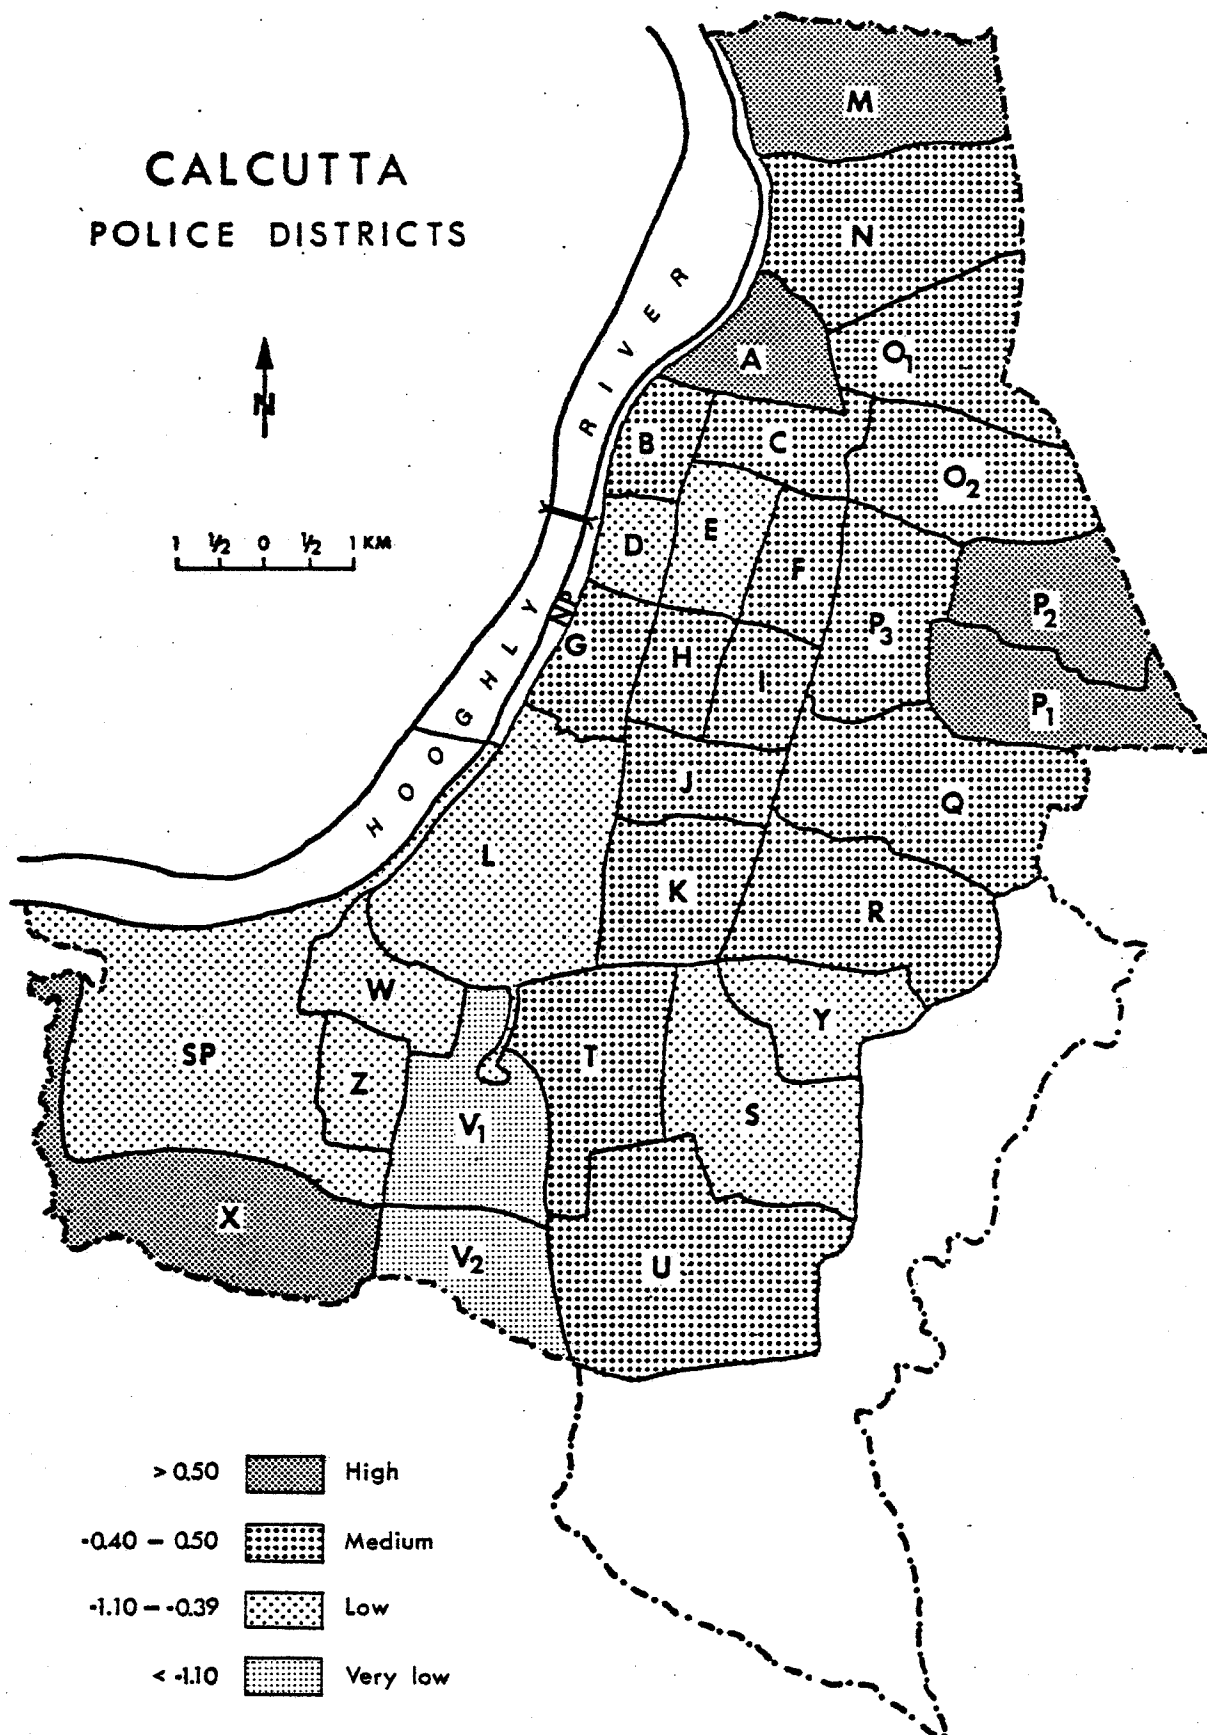 CALCUTTA
POLICE DISTRICTS
N
1 ½ 0 ½ 1 KM
HOOGHLY RIVER
M
N
O1
A
B
C
O2
D
E
F
NP
G
H
I
P3
P2
P1
J
Q
L
K
R
W
SP
Z
T
Y
S
V1
X
V2
U
> 0.50 High
-0.40 – 0.50 Medium
-1.10 – -0.39 Low
< -1.10 Very low